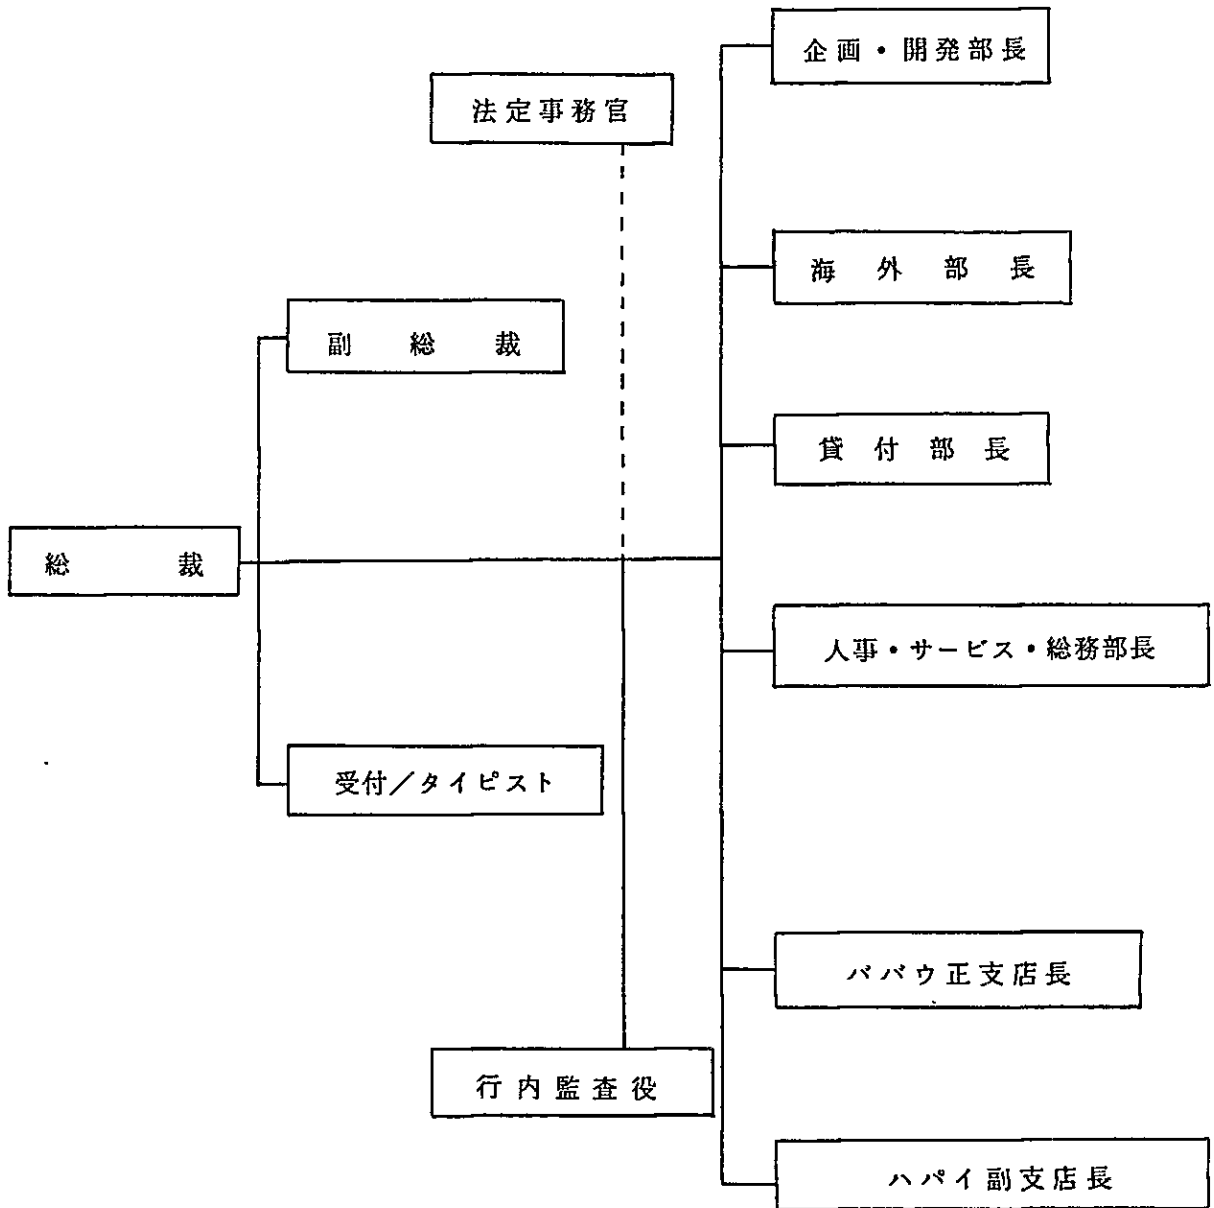 企画・開発部長
法定事務官
海外部長
副総裁
貸付部長
総裁
人事・サービス・総務部長
受付／タイピスト
ババウ正支店長
行内監査役
ハパイ副支店長